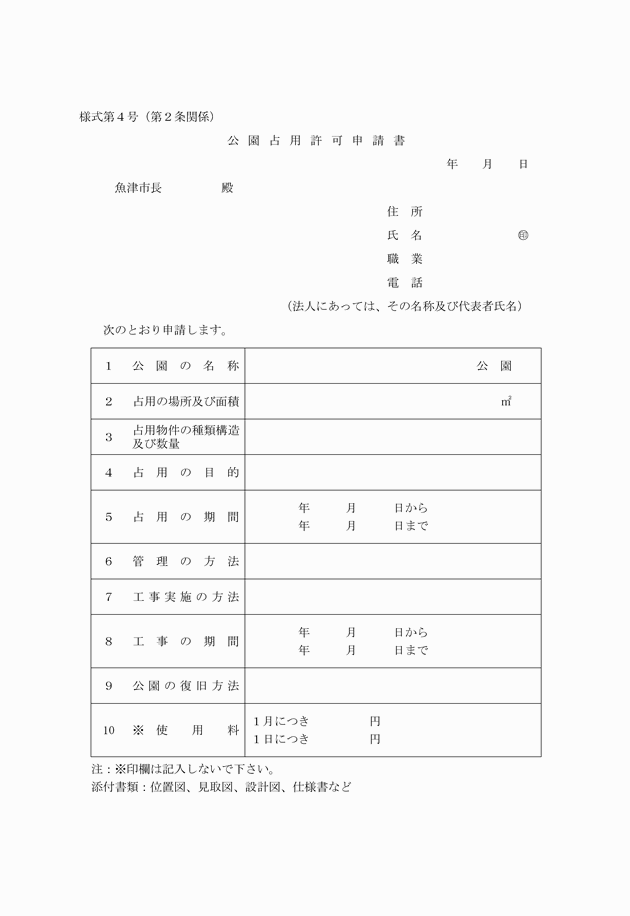 様式第４号（第２条関係）
公園占用許可申請書
年　月　日
魚津市長　　　殿
住　所
氏　名　　　　　㊞
職　業
電　話
（法人にあっては、その名称及び代表者氏名）
次のとおり申請します。
１　公園の名称　　公　園
２　占用の場所及び面積　　㎡
３　占用物件の種類構造
及び数量
４　占用の目的
５　占用の期間
年　　月　　日から
年　　月　　日まで
６　管理の方法
７　工事実施の方法
８　工事の期間
年　　月　　日から
年　　月　　日まで
９　公園の復旧方法
10　※使用料
１月につき　　円
１日につき　　円
注：※印欄は記入しないで下さい。
添付書類：位置図、見取図、設計図、仕様書など